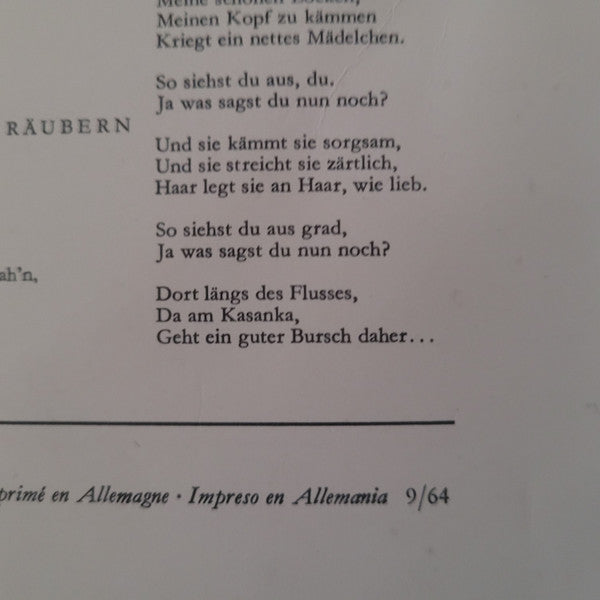 Meine schönen Locken,
Meinen Kopf zu kämmen
Kriegt ein nettes Mädelchen.
So siehst du aus, du.
Ja was sagst du nun noch?
RÄUBERN
Und sie kämmt sie sorgsam,
Und sie streicht sie zärtlich,
Haar legt sie an Haar, wie lieb.
So siehst du aus grad,
Ja was sagst du nun noch?
ah'n,
Dort längs des Flusses,
Da am Kasanka,
Geht ein guter Bursch daher...
primé en Allemagne · Impreso en Allemania 9/64